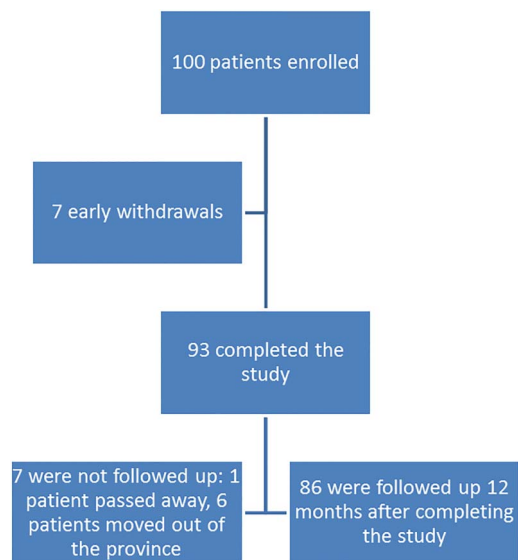 100 patients enrolled
7 early withdrawals
93 completed the
study
7 were not followed up: 1
patient passed away, 6
patients moved out of
the province
86 were followed up 12
months after completing
the study